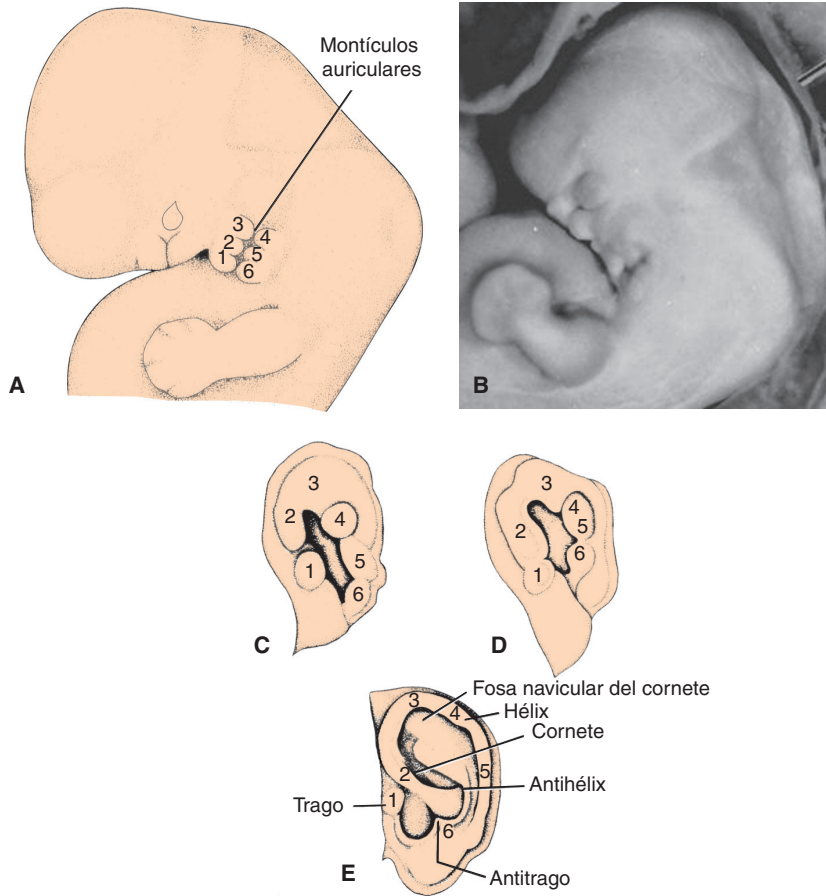 Montículos
auriculares
3
2
4
1
5
6
A
B
3
2
4
1
5
6
C
3
4
2
5
6
1
D
Fosa navicular del cornete
3
4
Hélix
Cornete
2
5
Antihélix
Trago
1
6
E
Antitrago